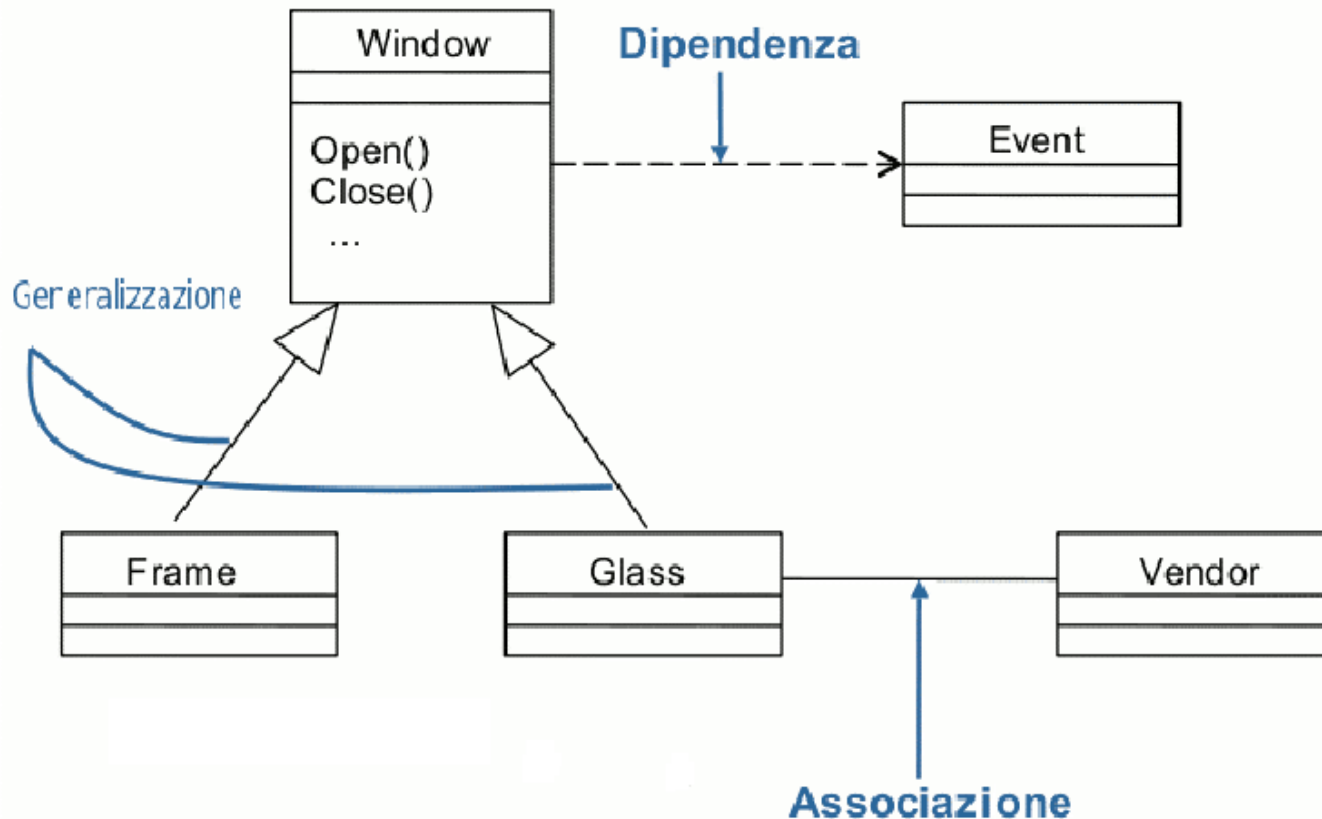 Window
Dipendenza
Open()
Close()
...
Event
Generalizzazione
Frame
Glass
Vendor
Associazione